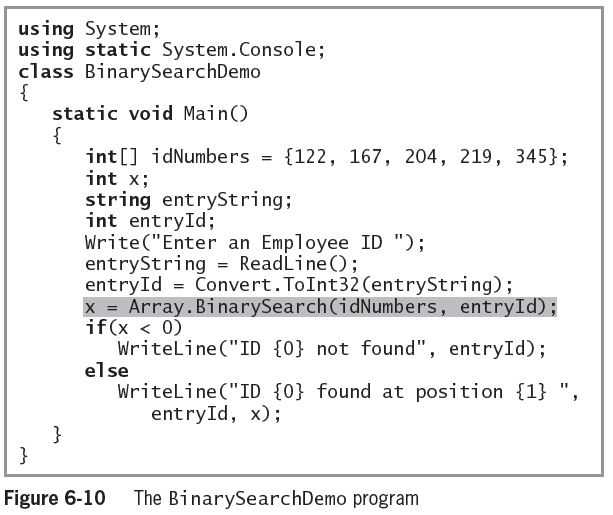 using System;
using static System.Console;
class BinarySearchDemo
{
   static void Main()
   {
      int[] idNumbers = {122, 167, 204, 219, 345};
      int x;
      string entryString;
      int entryId;
      Write("Enter an Employee ID ");
      entryString = ReadLine();
      entryId = Convert.ToInt32(entryString);
      x = Array.BinarySearch(idNumbers, entryId);
      if(x < 0)
         WriteLine("ID {0} not found", entryId);
      else
         WriteLine("ID {0} found at position {1} ",
            entryId, x);
   }
}
Figure 6-10 The BinarySearchDemo program